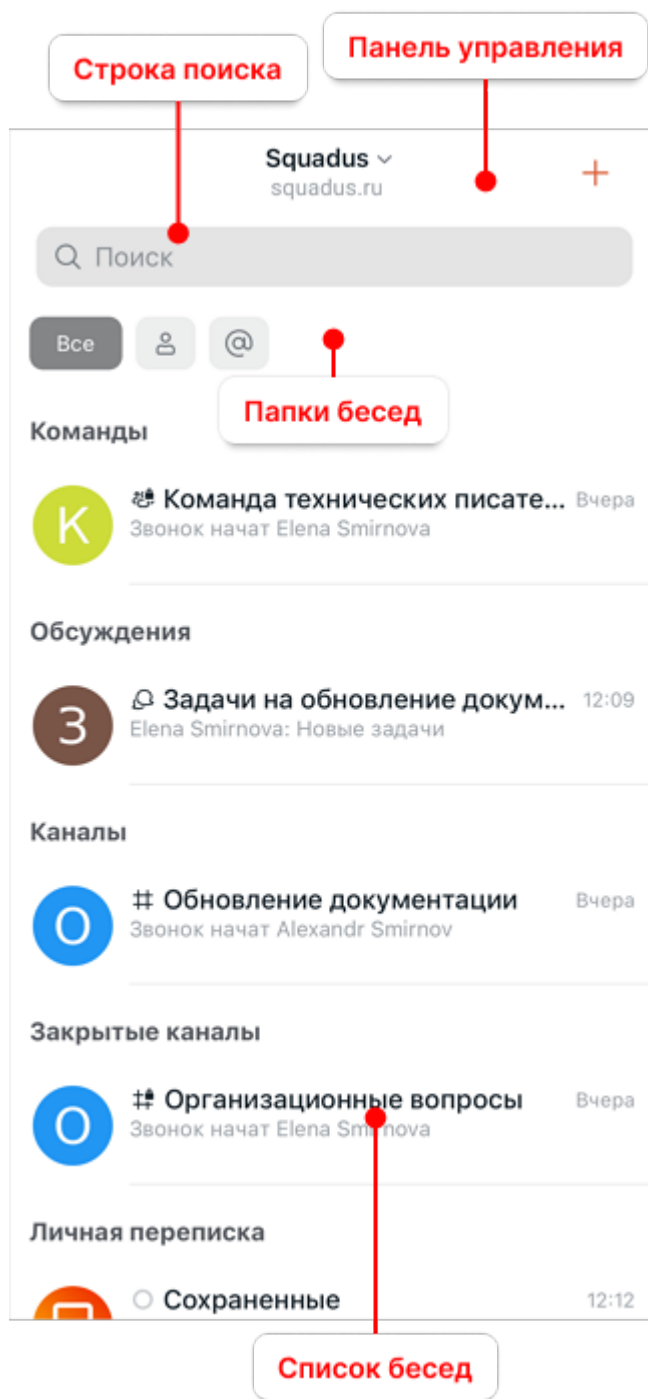 Панель управления
Строка поиска
Squadus
squadus.ru
Поиск
Все
Папки бесед
Команды
K
Команда технических писате... Вчера
Звонок начат Elena Smirnova
Обсуждения
З
Задачи на обновление докум... 12:09
Elena Smirnova: Новые задачи
Каналы
О
Обновление документации Вчера
Звонок начат Alexandr Smirnov
Закрытые каналы
О
Организационные вопросы Вчера
Звонок начат Elena Smirnova
Личная переписка
Сохраненные 12:12
Список бесед